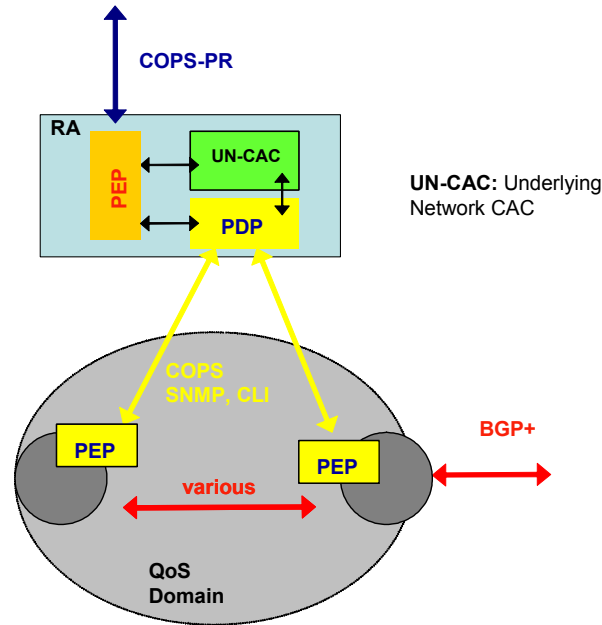 COPS-PR
RA
PEP
UN-CAC
PDP
UN-CAC: Underlying
Network CAC
COPS
SNMP, CLI
PEP
PEP
BGP+
various
QoS
Domain